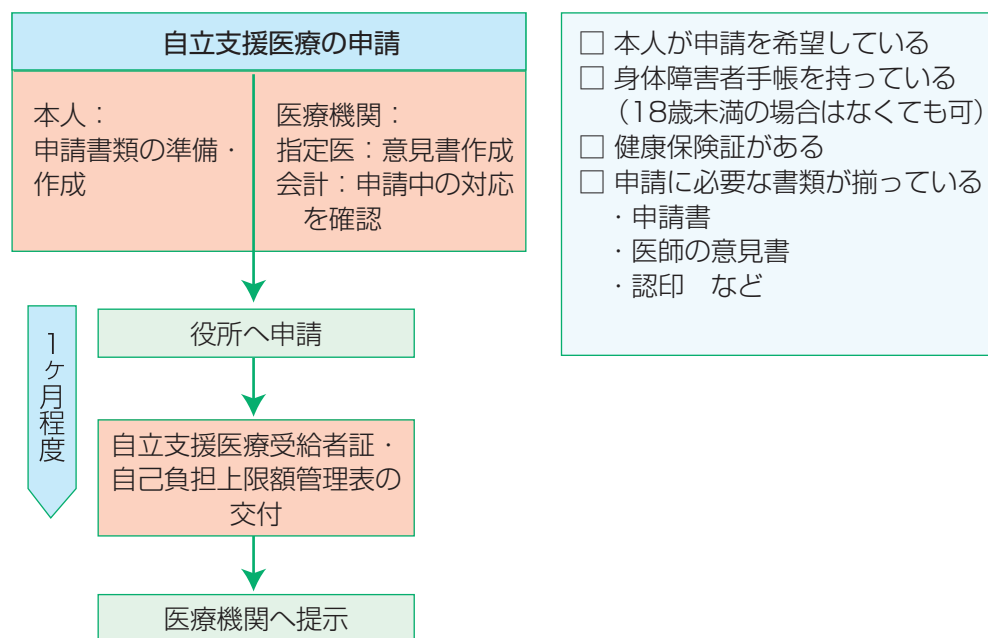 自立支援医療の申請
本人：
申請書類の準備・
作成
医療機関：
指定医：意見書作成
会計：申請中の対応
を確認
1ヶ月程度
役所へ申請
自立支援医療受給者証・
自己負担上限額管理表の
交付
医療機関へ提示
□ 本人が申請を希望している
□ 身体障害者手帳を持っている
（18歳未満の場合はなくても可）
□ 健康保険証がある
□ 申請に必要な書類が揃っている
・申請書
・医師の意見書
・認印　など